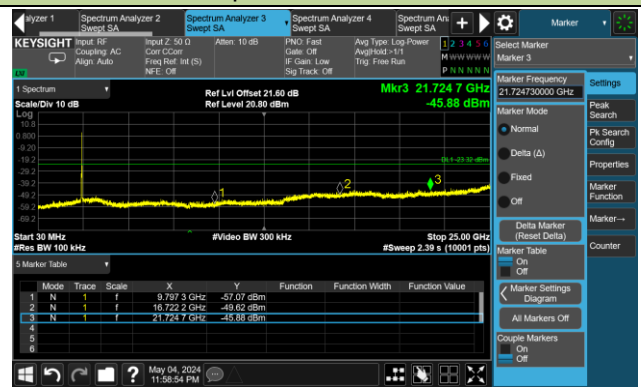 alyzer 1
Spectrum Analyzer 2
Swept SA
Spectrum Analyzer 3
Swept SA
Spectrum Analyzer 4
Swept SA
Spectrum An
Swept SA
Marker
KEYSIGHT
Input: RF
Coupling: AC
Align: Auto
Input Z: 50 Ω
Corr CCorr
Freq Ref: Int (S)
NFE: Off
Atten: 10 dB
PNO: Fast
Gate: Off
IF Gain: Low
Sig Track: Off
Avg Type: Log-Power
Avg|Hold:>1/1
Trig: Free Run
1 2 3 4 5 6
M W W W W W
P N N N N N
LXI
1 Spectrum
Scale/Div 10 dB
Log
Ref Lvl Offset 21.60 dB
Ref Level 20.80 dBm
Mkr3 21.724 7 GHz
-45.88 dBm
10.8
0.800
-9.20
-19.2
-29.2
-39.2
-49.2
-59.2
-69.2
DL1 -23.32 dBm
1
2
3
Start 30 MHz
#Res BW 100 kHz
#Video BW 300 kHz
Stop 25.00 GHz
#Sweep 2.39 s (10001 pts)
5 Marker Table
Mode Trace Scale X Y Function Function Width Function Value
1 N 1 f 9.797 3 GHz -57.07 dBm
2 N 1 f 16.722 2 GHz -49.62 dBm
3 N 1 f 21.724 7 GHz -45.88 dBm
4
5
6
Select Marker
Marker 3
Marker Frequency
21.724730000 GHz
Marker Mode
Normal
Delta (Δ)
Fixed
Off
Delta Marker
(Reset Delta)
Marker Table
On
Off
Marker Settings
Diagram
All Markers Off
Couple Markers
On
Off
Settings
Peak
Search
Pk Search
Config
Properties
Marker
Function
Marker→
Counter
?
May 04, 2024
11:58:54 PM